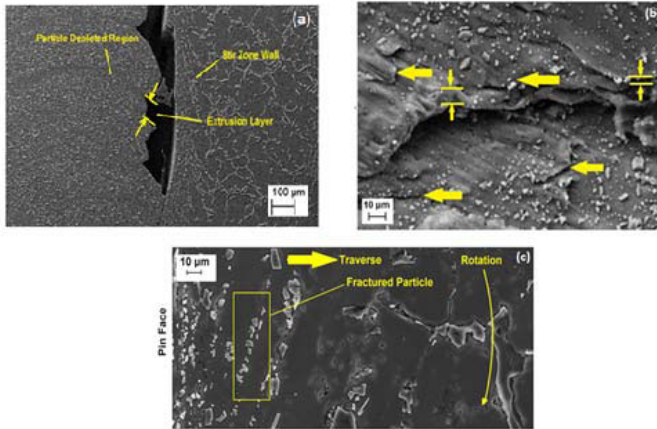 (a)
Particle Depleted Region
Stir Zone Wall
Extrusion Layer
100 µm
(b)
10 µm
10 µm
Traverse
Rotation
(c)
Fractured Particle
Pin Face